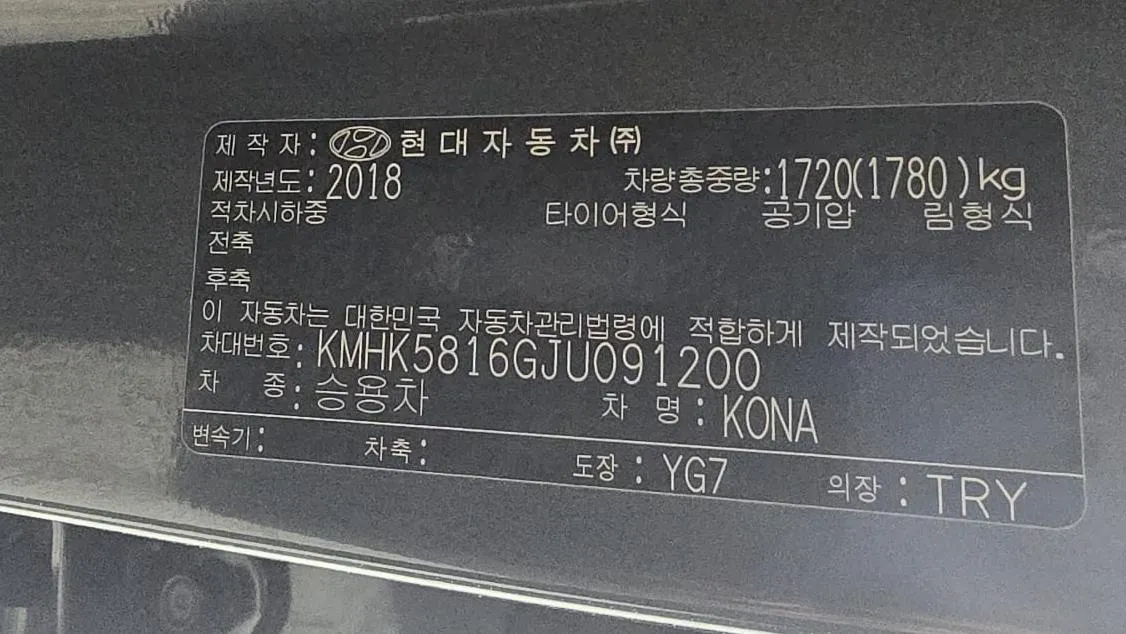 제 작 자 : 현 대 자 동 차 ㈜
제작년도 : 2018 차량총중량 : 1720(1780 )kg
적차시하중 타이어형식 공기압 림형식
전축
후축
이 자동차는 대한민국 자동차관리법령에 적합하게 제작되었습니다.
차대번호 : KMHK5816GJU091200
차 종 : 승용차 차 명 : KONA
변속기 : 차축 : 도장 : YG7 의장 : TRY